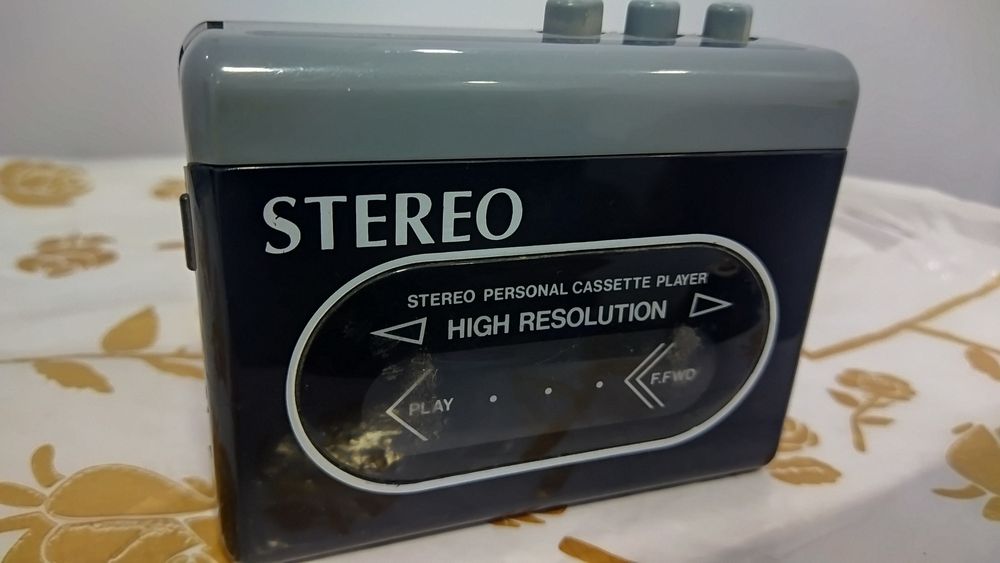 STEREO
STEREO PERSONAL CASSETTE PLAYER
HIGH RESOLUTION
PLAY
F.FWD